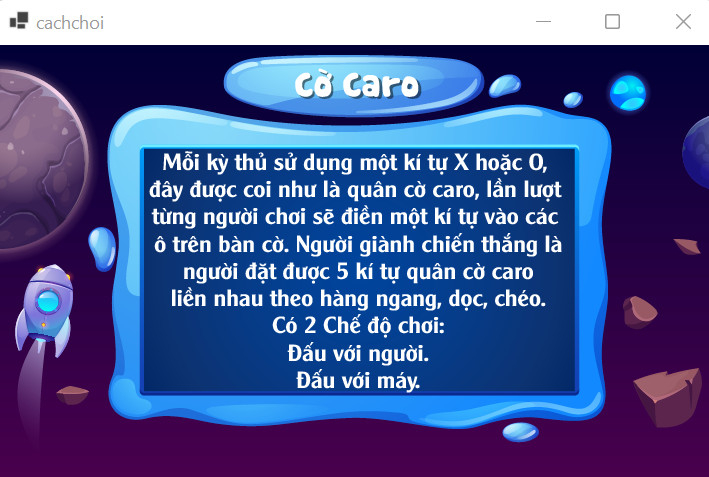 cachchoi
Cờ Caro
Mỗi kỳ thủ sử dụng một kí tự X hoặc O,
đây được coi như là quân cờ caro, lần lượt
từng người chơi sẽ điền một kí tự vào các
ô trên bàn cờ. Người giành chiến thắng là
người đặt được 5 kí tự quân cờ caro
liền nhau theo hàng ngang, dọc, chéo.
Có 2 Chế độ chơi:
Đấu với người.
Đấu với máy.